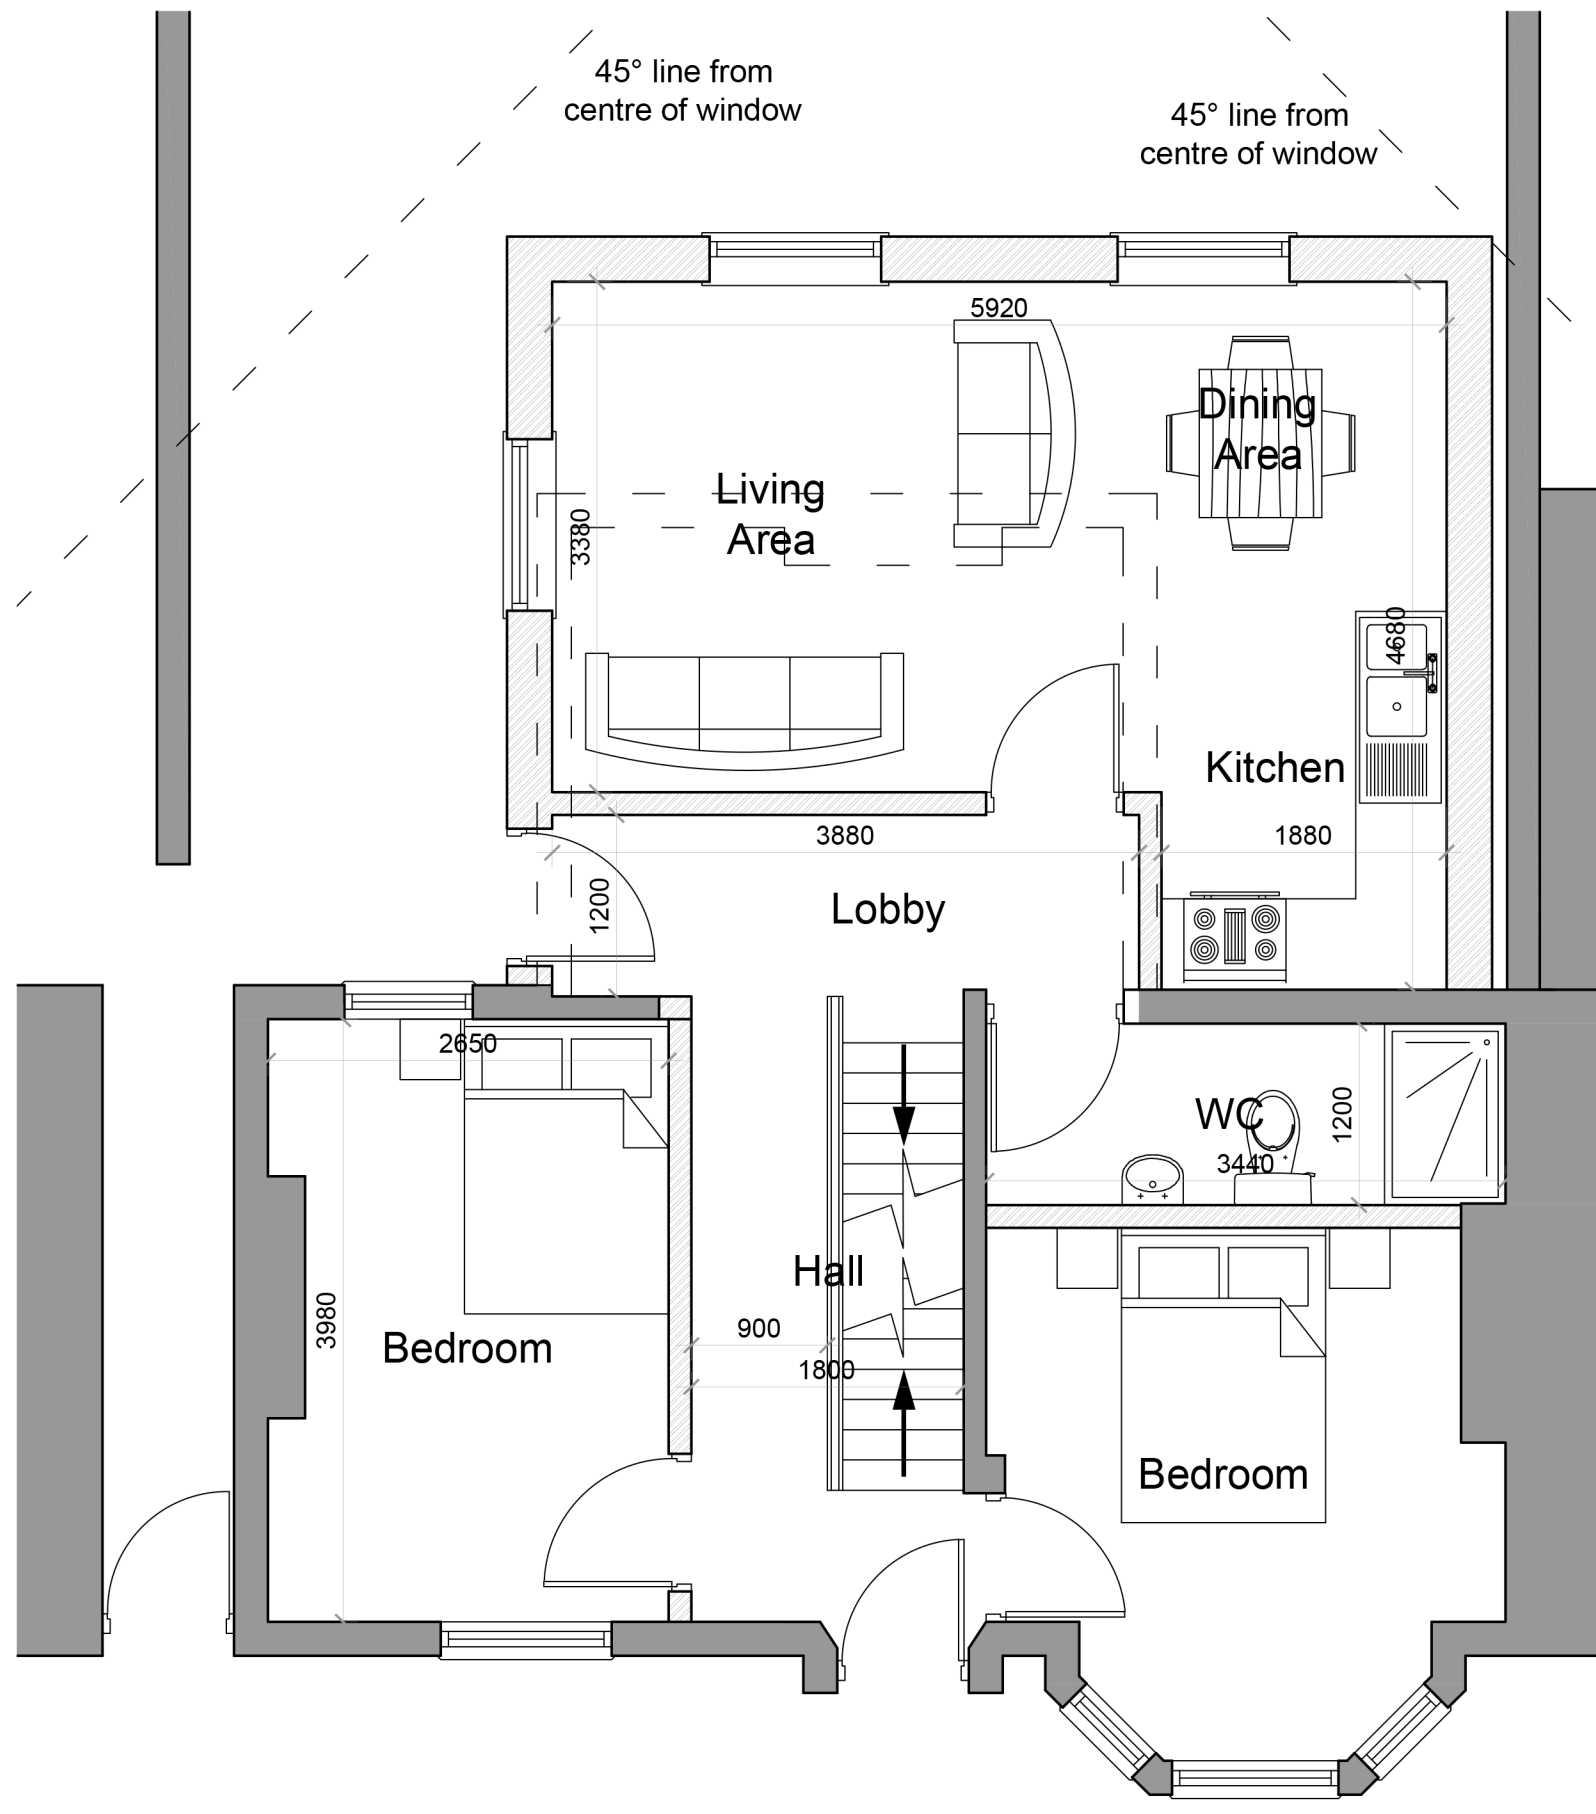 45° line from
centre of window
45° line from
centre of window
5920
Dining
Area
Living
Area
3380
4680
Kitchen
3880
1880
1200
Lobby
2650
WC
1200
3440
Hall
3980
900
Bedroom
1800
Bedroom